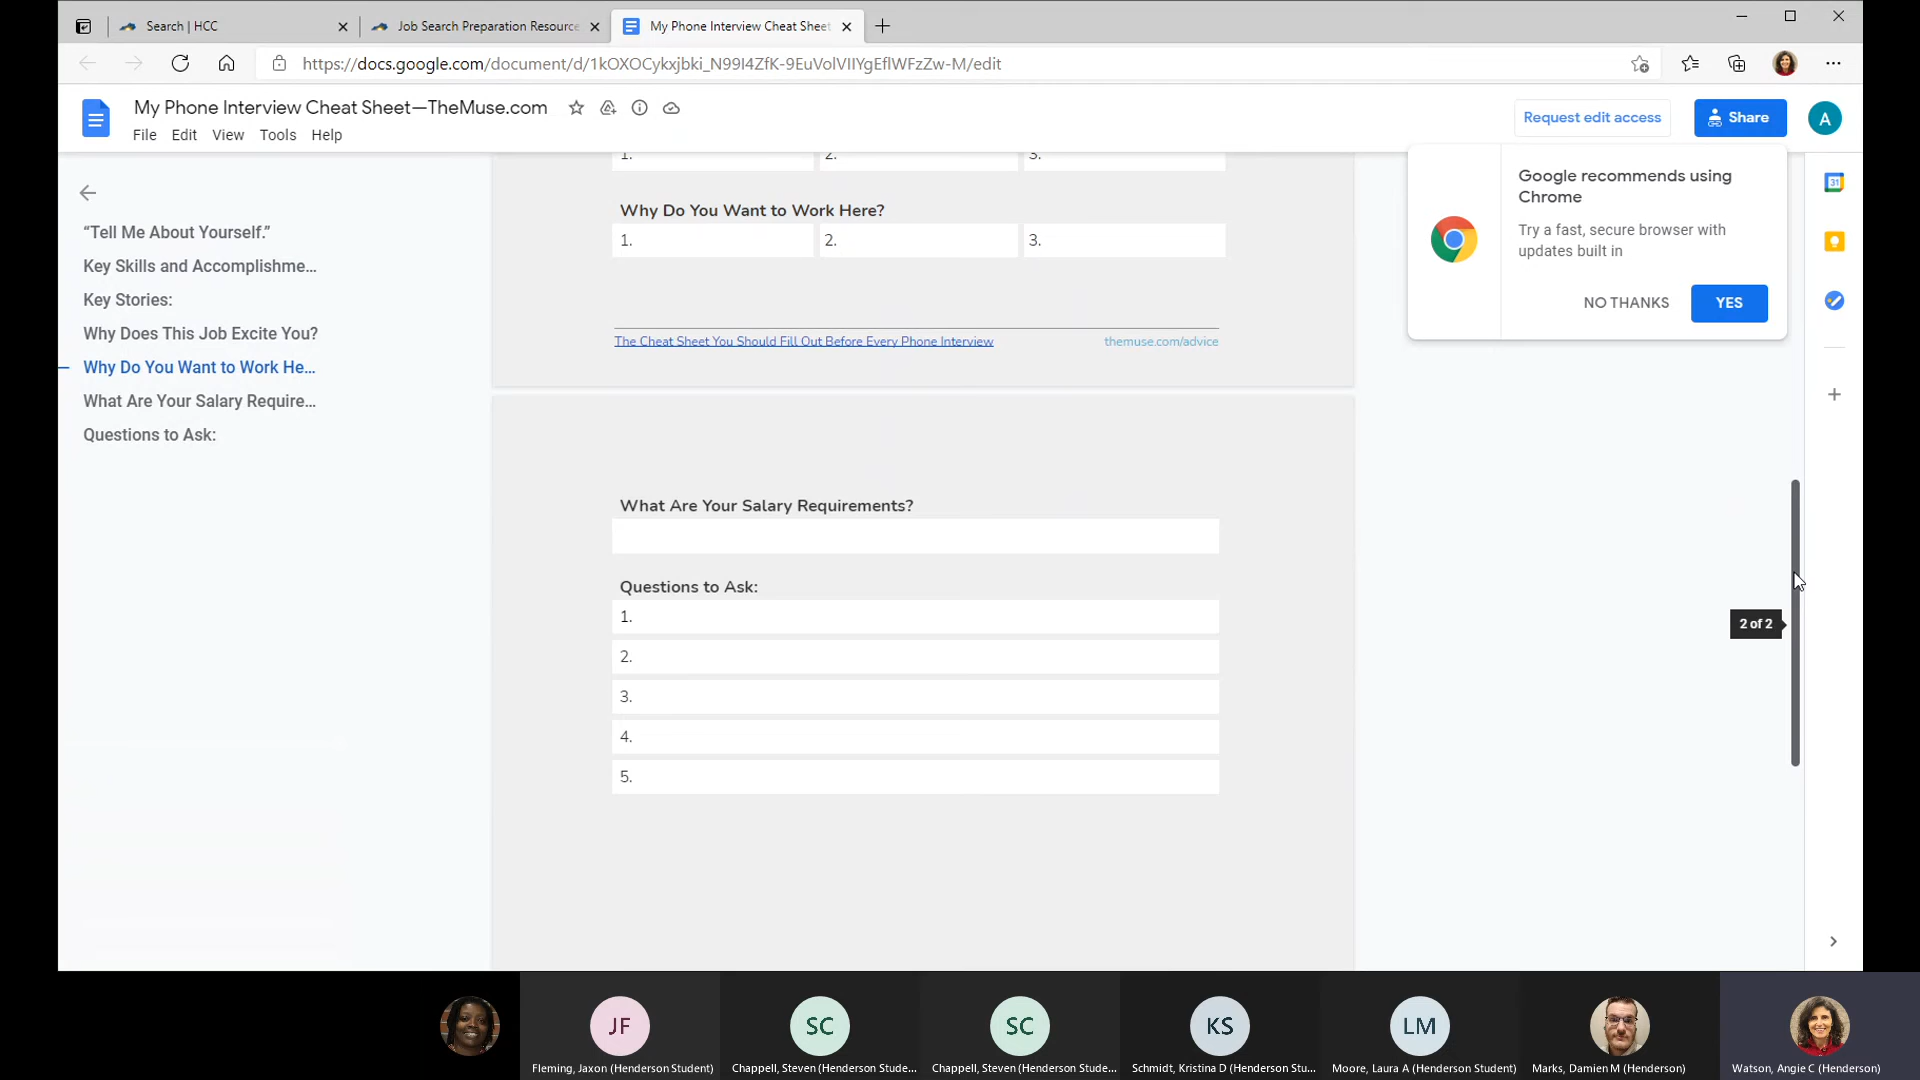 Search | HCC
Job Search Preparation Resource
My Phone Interview Cheat Sheet
https://docs.google.com/document/d/1kOXOCykxjbki_N99I4ZfK-9EuVolVIIYgEflWFzZw-M/edit
My Phone Interview Cheat Sheet—TheMuse.com
File Edit View Tools Help
Request edit access
Share
A
“Tell Me About Yourself.”
Key Skills and Accomplishme...
Key Stories:
Why Does This Job Excite You?
Why Do You Want to Work He...
What Are Your Salary Require...
Questions to Ask:
1. 2. 3.
Why Do You Want to Work Here?
1. 2. 3.
The Cheat Sheet You Should Fill Out Before Every Phone Interview themuse.com/advice
What Are Your Salary Requirements?
Questions to Ask:
1.
2.
3.
4.
5.
Google recommends using
Chrome
Try a fast, secure browser with
updates built in
NO THANKS YES
31
2 of 2
JF SC SC KS LM
Fleming, Jaxon (Henderson Student)
Chappell, Steven (Henderson Stude...
Chappell, Steven (Henderson Stude...
Schmidt, Kristina D (Henderson Stu...
Moore, Laura A (Henderson Student)
Marks, Damien M (Henderson)
Watson, Angie C (Henderson)